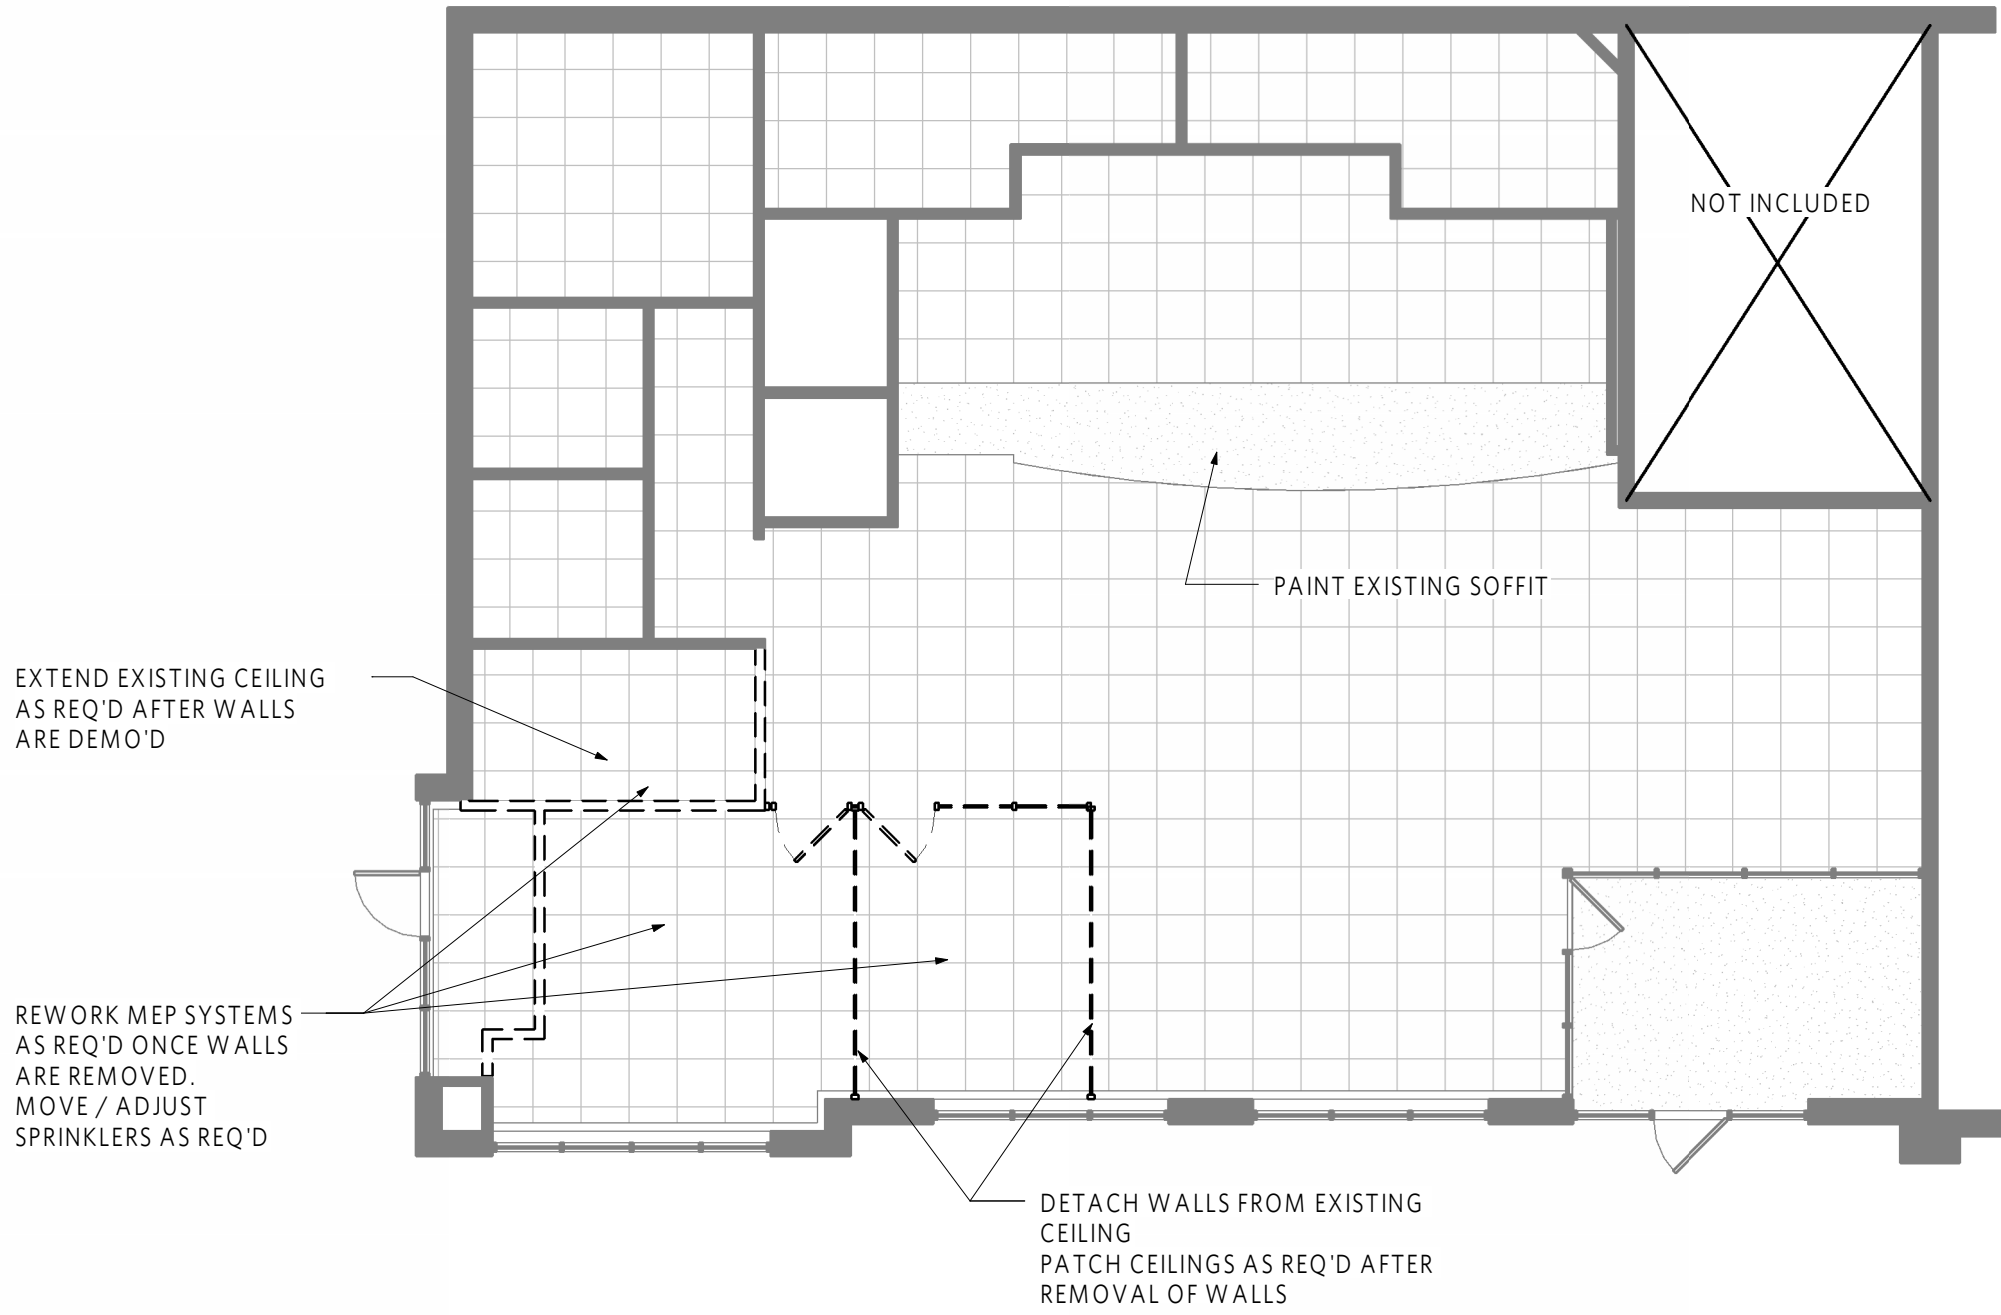 NOT INCLUDED
PAINT EXISTING SOFFIT
EXTEND EXISTING CEILING
AS REQ'D AFTER WALLS
ARE DEMO'D
REWORK MEP SYSTEMS
AS REQ'D ONCE WALLS
ARE REMOVED.
MOVE / ADJUST
SPRINKLERS AS REQ'D
DETACH WALLS FROM EXISTING
CEILING
PATCH CEILINGS AS REQ'D AFTER
REMOVAL OF WALLS